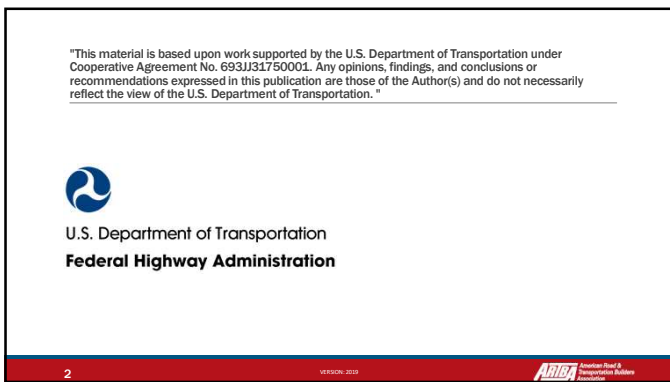 "This material is based upon work supported by the U.S. Department of Transportation under
Cooperative Agreement No. 693JJ31750001. Any opinions, findings, and conclusions or
recommendations expressed in this publication are those of the Author(s) and do not necessarily
reflect the view of the U.S. Department of Transportation. "
U.S. Department of Transportation
Federal Highway Administration
2
VERSION: 2019
ARTBA
American Road &
Transportation Builders
Association